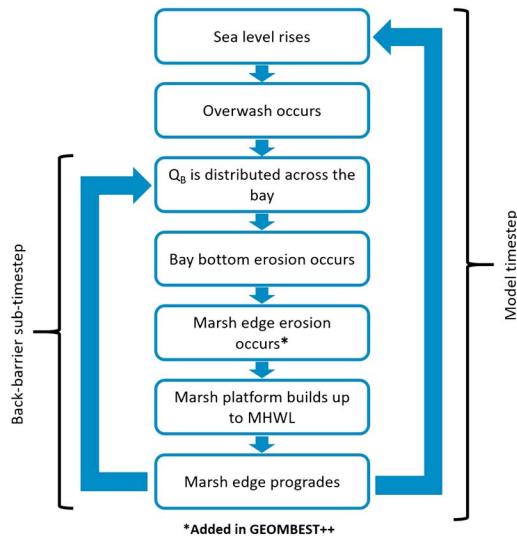 Sea level rises
Overwash occurs
Q_B is distributed across the
bay
Bay bottom erosion occurs
Marsh edge erosion
occurs*
Marsh platform builds up
to MHWL
Marsh edge progrades
*Added in GEOMBEST++
Back-barrier sub-timestep
Model timestep